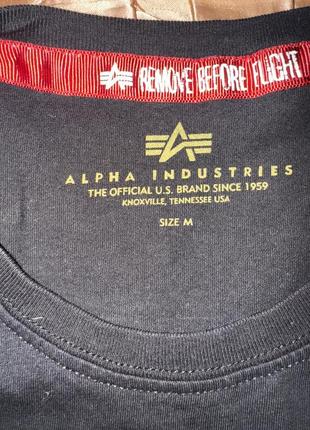 REMOVE BEFORE FLIGHT
ALPHA INDUSTRIES
THE OFFICIAL U.S. BRAND SINCE 1959
KNOXVILLE, TENNESSEE USA
SIZE M